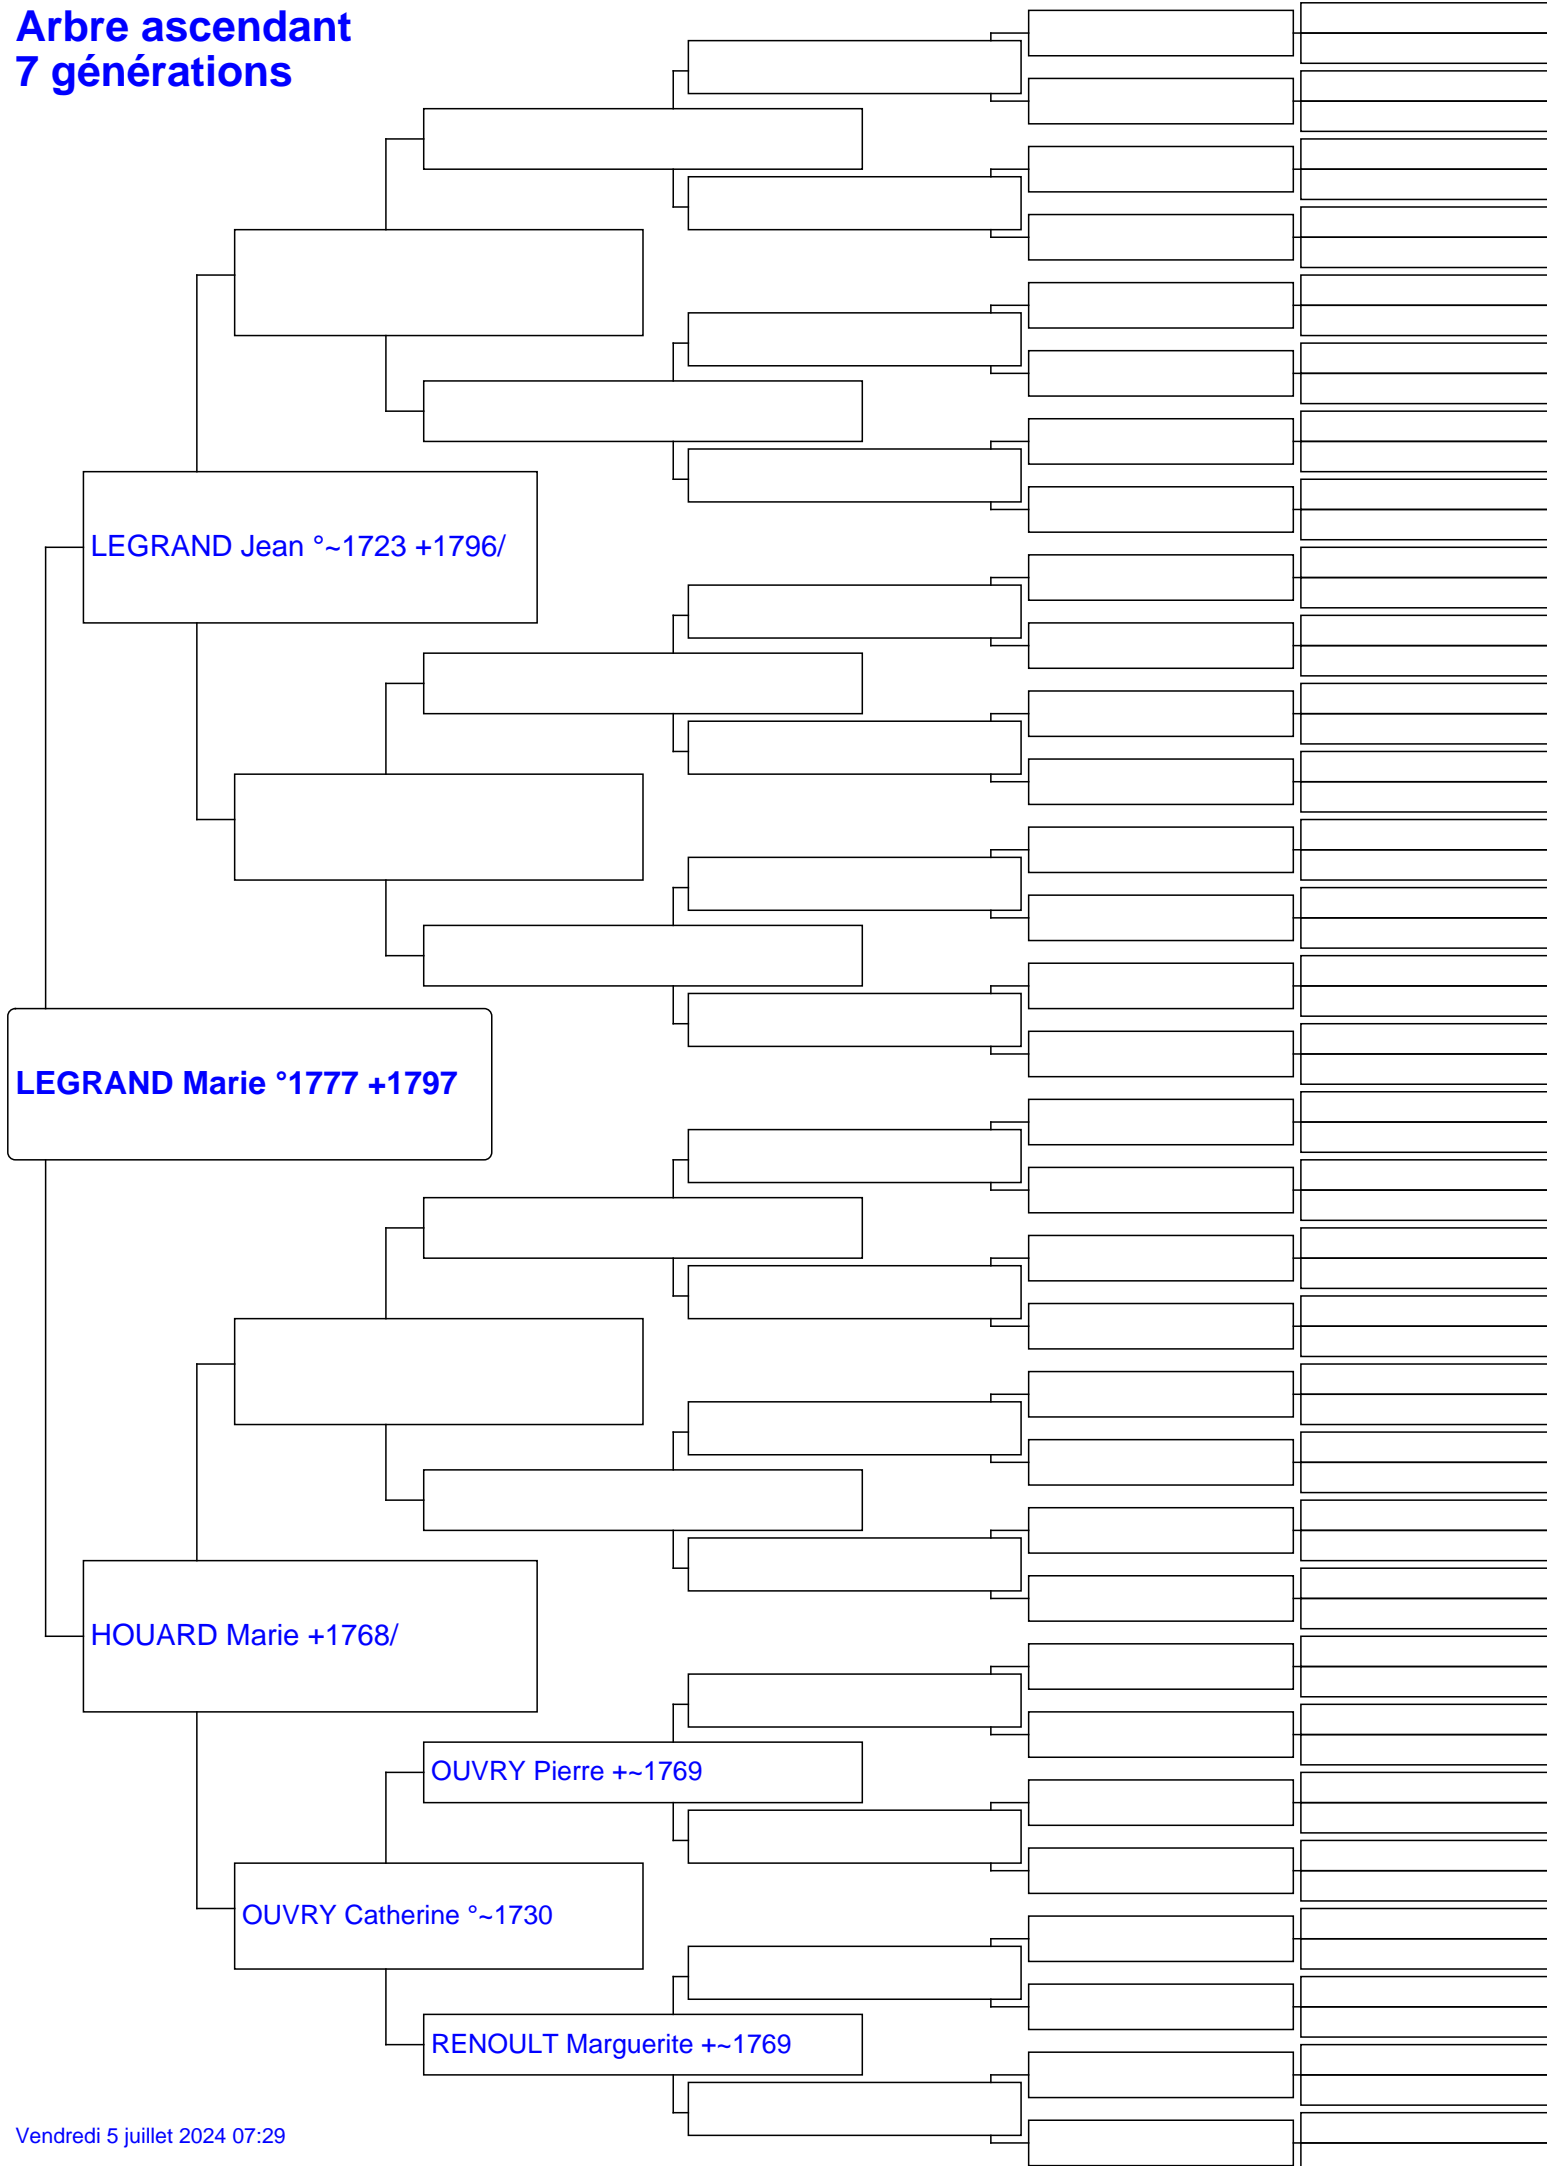 Arbre ascendant
7 générations
LEGRAND Jean °~1723 +1796/
LEGRAND Marie °1777 +1797
HOUARD Marie +1768/
OUVRY Pierre +~1769
OUVRY Catherine °~1730
RENOULT Marguerite +~1769
Vendredi 5 juillet 2024 07:29